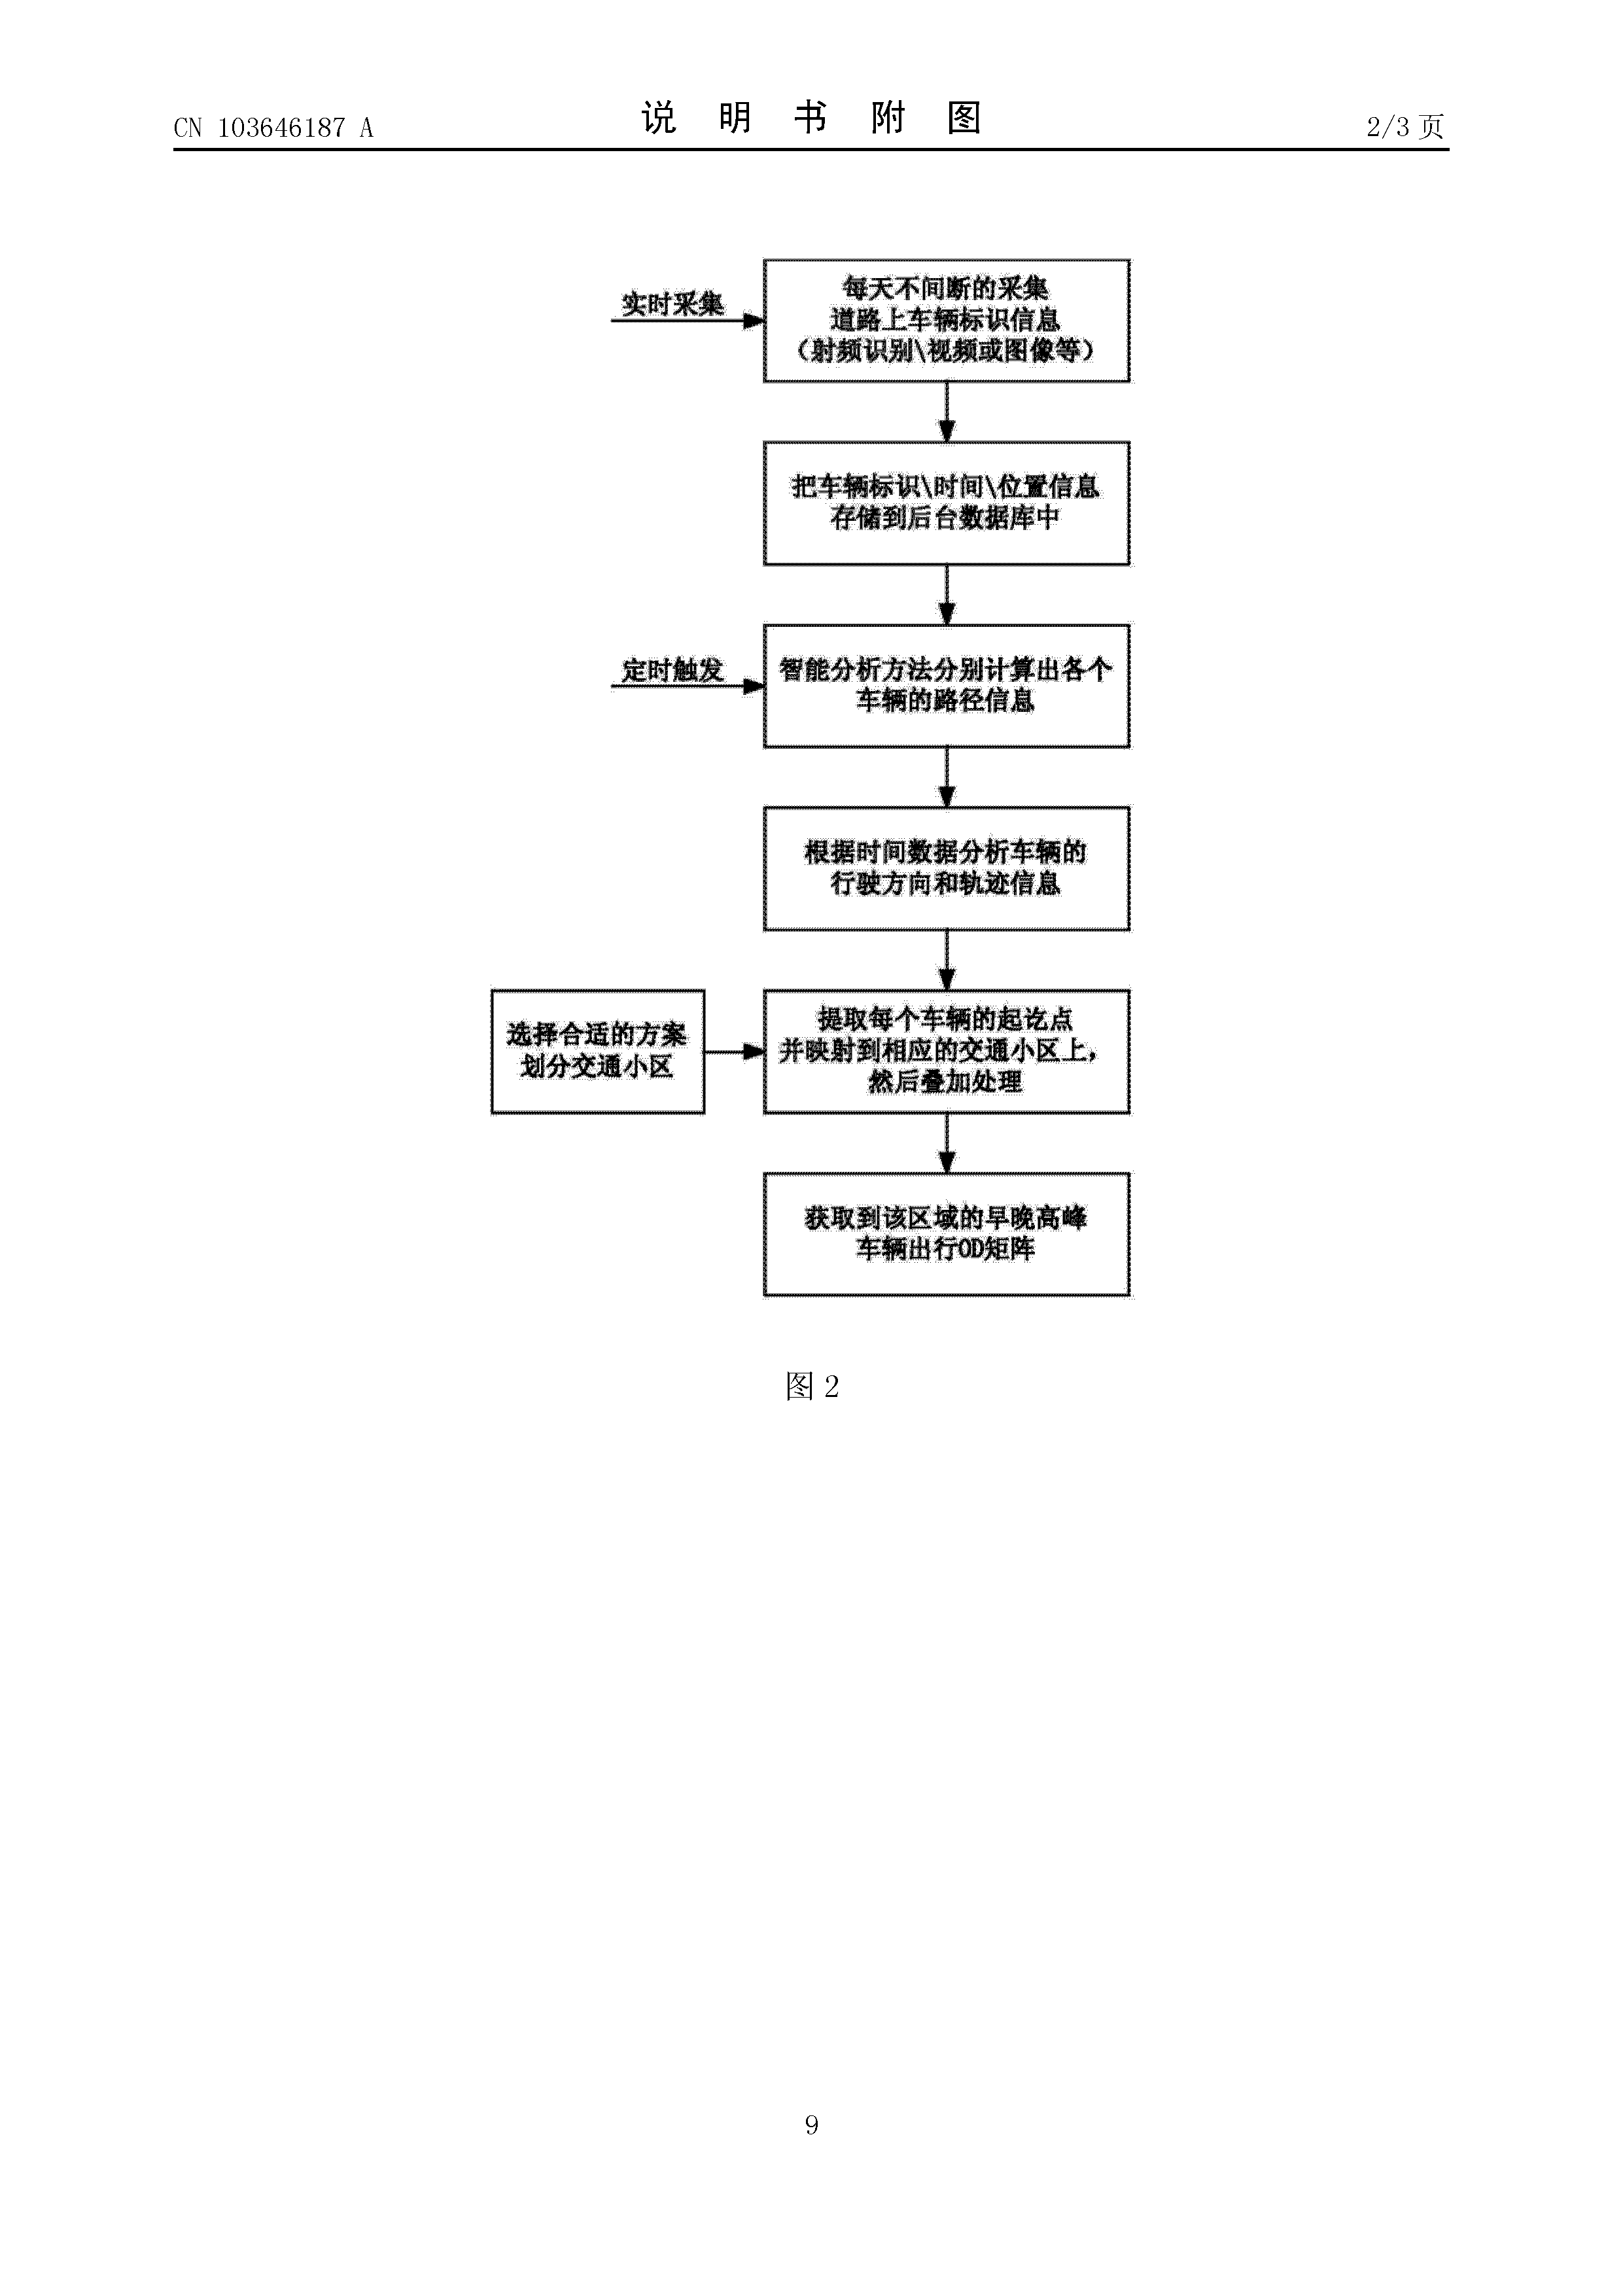 CN 103646187 A
说 明 书 附 图
2/3 页
实时采集
每天不间断的采集
道路上车辆标识信息
（射频识别\视频或图像等）
把车辆标识\时间\位置信息
存储到后台数据库中
定时触发
智能分析方法分别计算出各个
车辆的路径信息
根据时间数据分析车辆的
行驶方向和轨迹信息
选择合适的方案
划分交通小区
提取每个车辆的起讫点
并映射到相应的交通小区上，
然后叠加处理
获取到该区域的早晚高峰
车辆出行OD矩阵
图 2
9